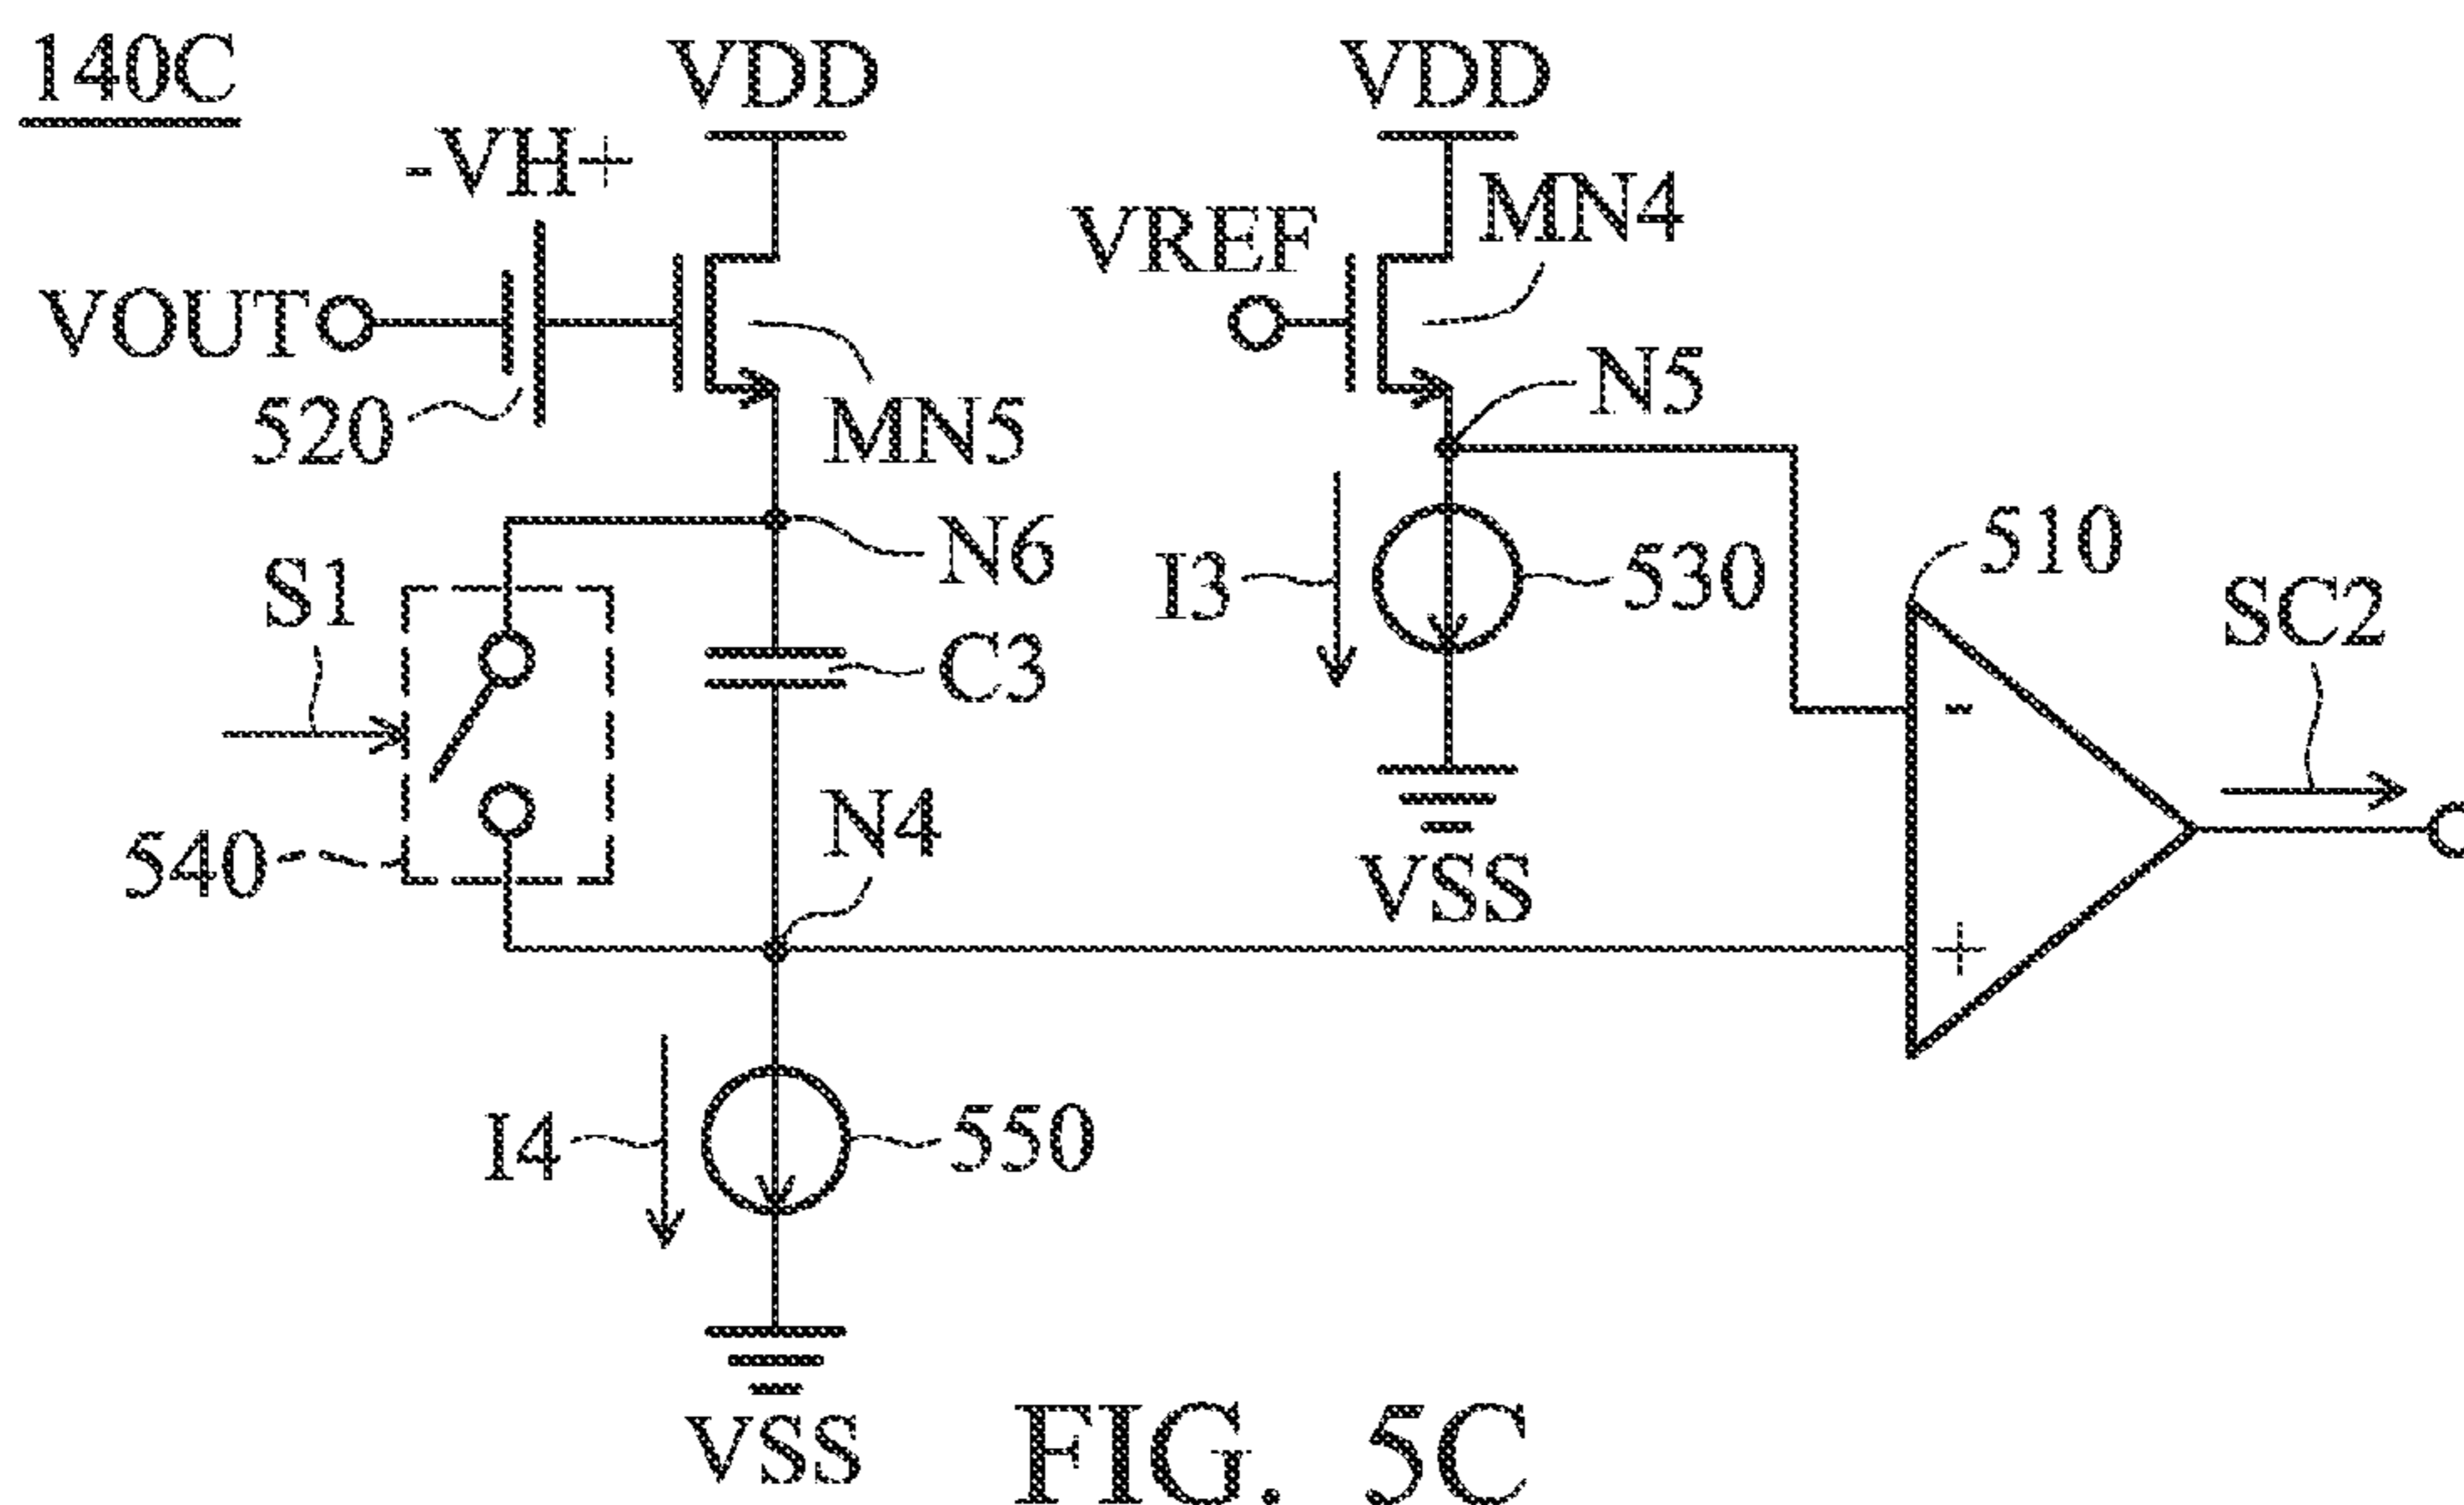 140C
VDD
VDD
-VH+
MN4
VREF
VOUT
N5
520
MN5
510
N6
S1
I3
530
SC2
C3
-
N4
540
VSS
+
I4
550
VSS
FIG. 5C